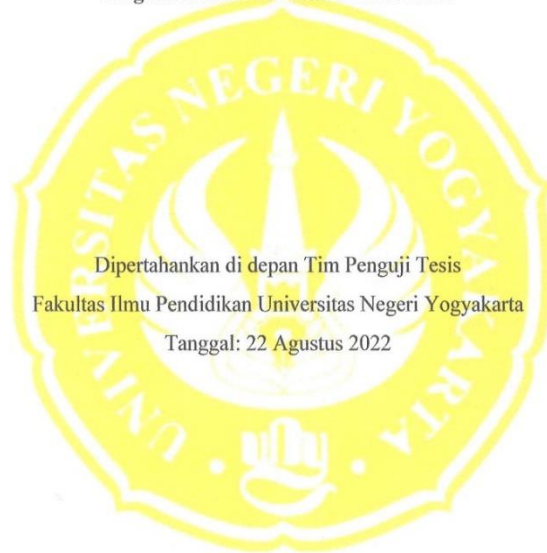 UNIVERSITAS NEGERI YOGYAKARTA
Dipertahankan di depan Tim Penguji Tesis
Fakultas Ilmu Pendidikan Universitas Negeri Yogyakarta
Tanggal: 22 Agustus 2022